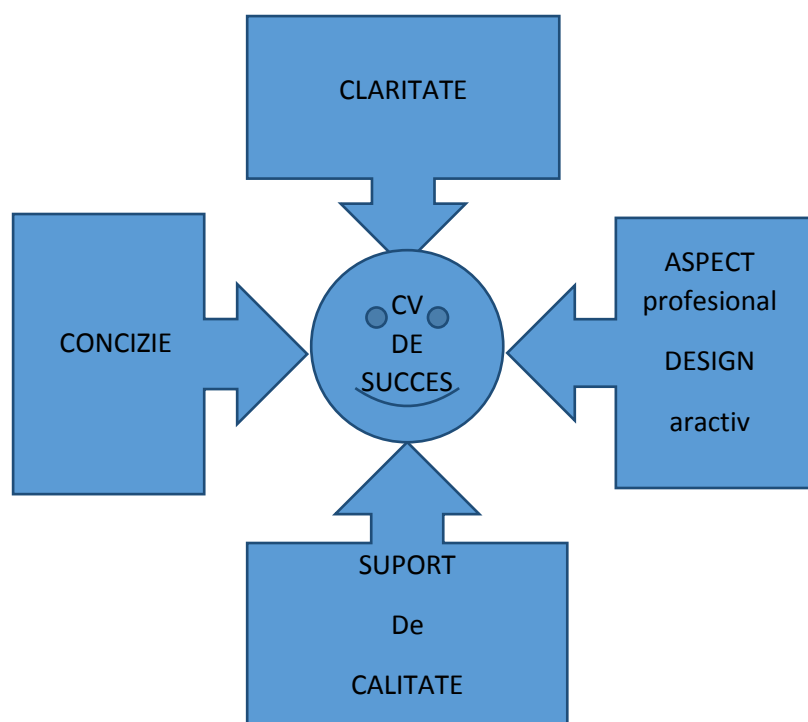 CLARITATE
CONCIZIE
CV
DE
SUCCES
ASPECT
profesional
DESIGN
aractiv
SUPORT
De
CALITATE